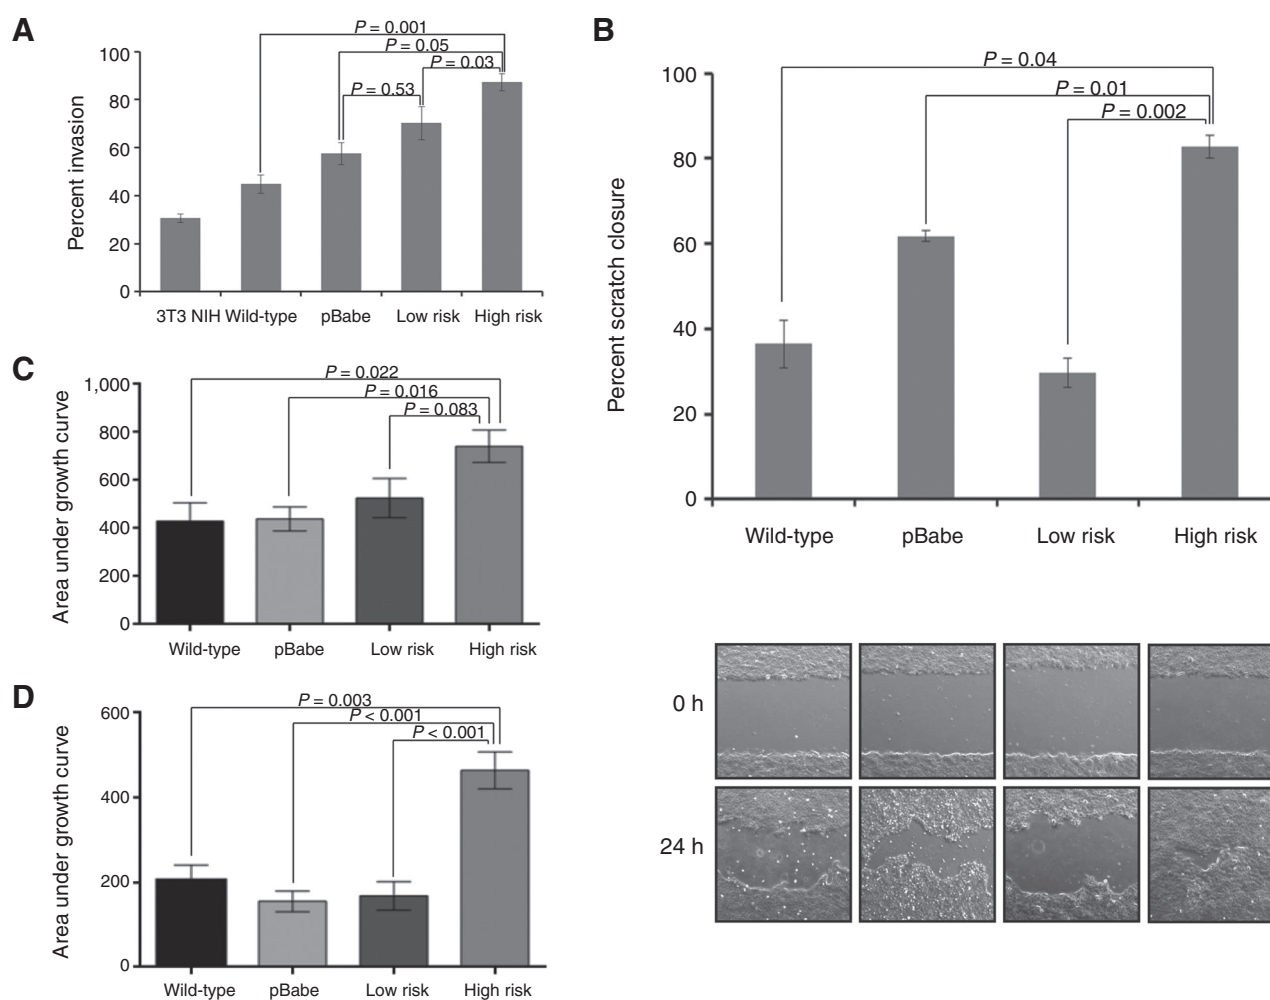 A
P = 0.001
P = 0.05
P = 0.03
P = 0.53
Percent invasion
100
80
60
40
20
0
3T3 NIH Wild-type pBabe Low risk High risk
B
P = 0.04
P = 0.01
P = 0.002
Percent scratch closure
100
80
60
40
20
0
Wild-type pBabe Low risk High risk
0 h
24 h
C
P = 0.022
P = 0.016
P = 0.083
Area under growth curve
1,000
800
600
400
200
0
Wild-type pBabe Low risk High risk
D
P = 0.003
P < 0.001
P < 0.001
Area under growth curve
600
400
200
0
Wild-type pBabe Low risk High risk